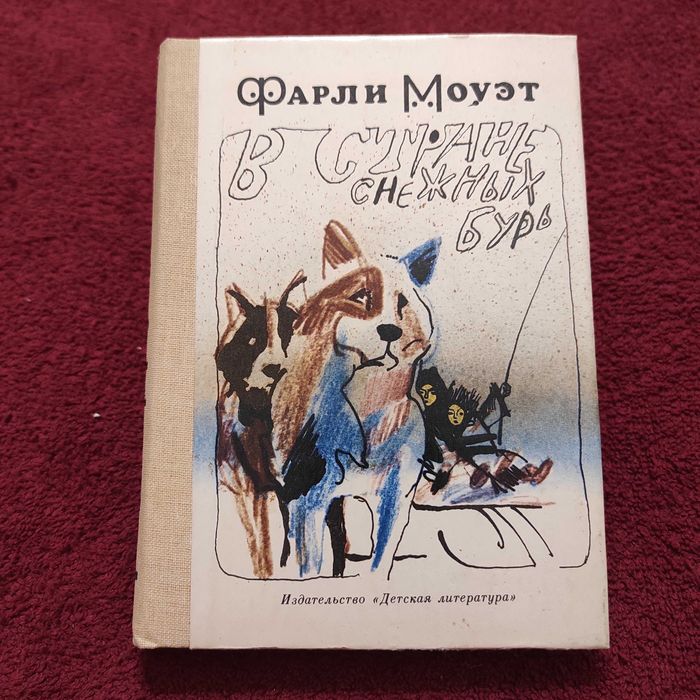 Фарли Моуэт
В СТРАНЕ
СНЕЖНЫХ
БУРЬ
Издательство «Детская литература»